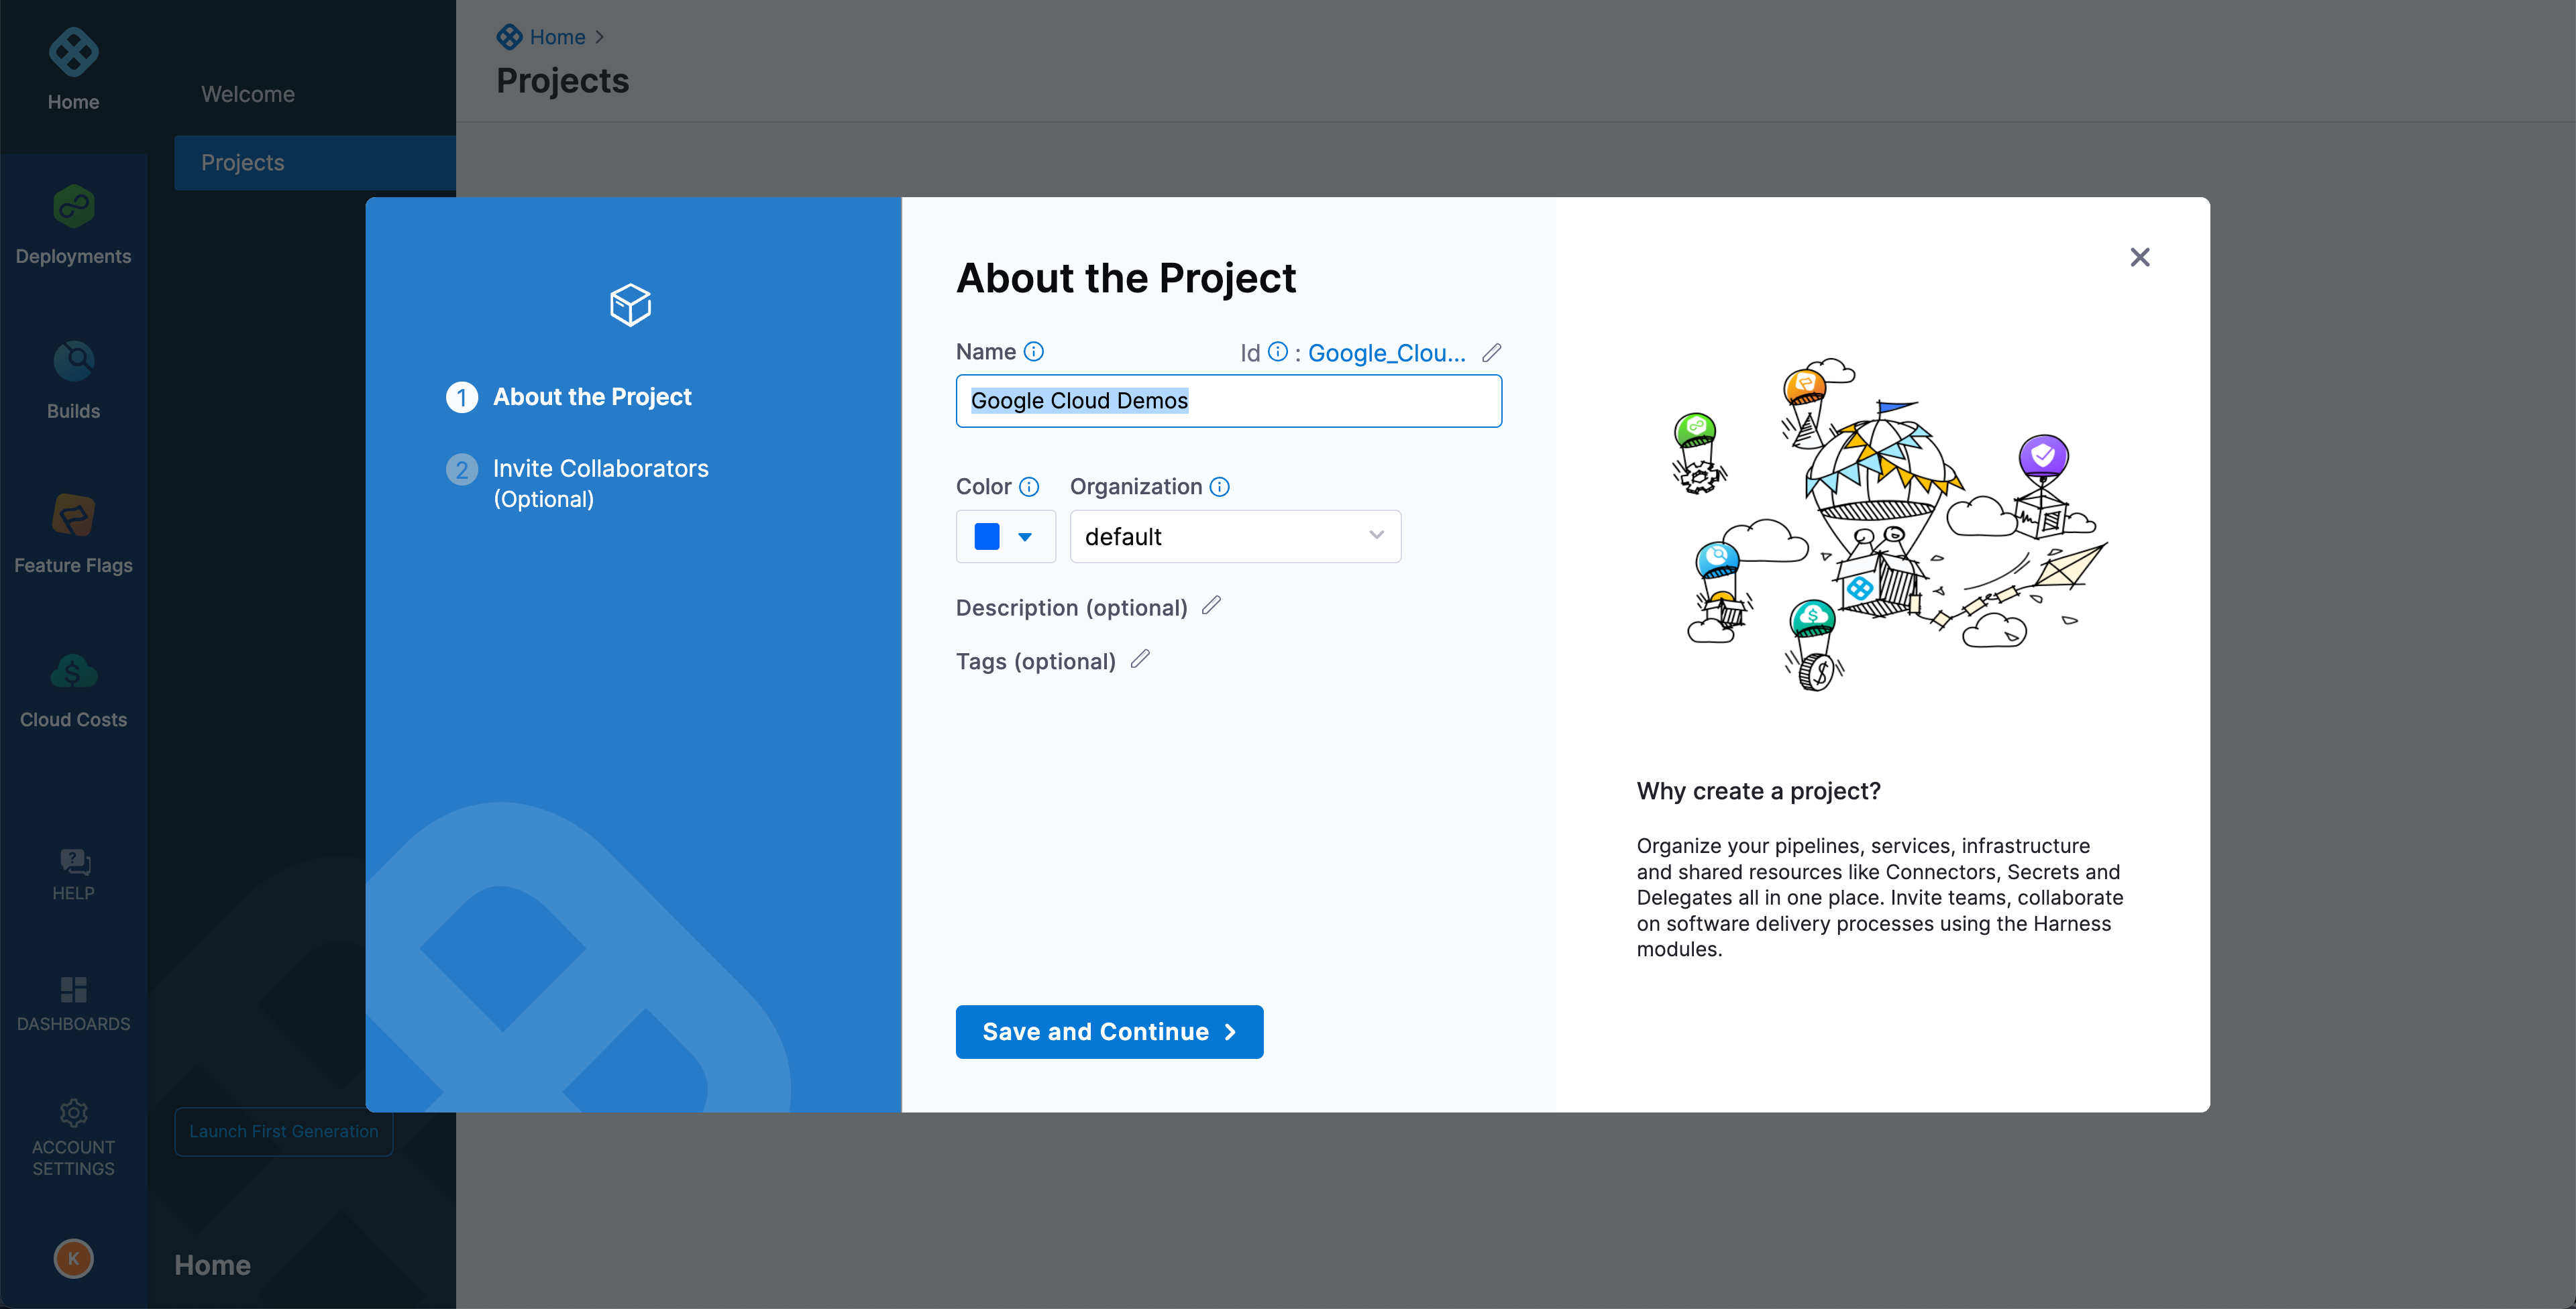 Home
Deployments
Builds
Feature Flags
Cloud Costs
HELP
DASHBOARDS
ACCOUNT
SETTINGS
K
Welcome
Projects
Launch First Generation
Home
Home
Projects
1 About the Project
2 Invite Collaborators
(Optional)
About the Project
Name Id : Google_Clou...
Google Cloud Demos
Color Organization
default
Description (optional)
Tags (optional)
Save and Continue
Why create a project?
Organize your pipelines, services, infrastructure
and shared resources like Connectors, Secrets and
Delegates all in one place. Invite teams, collaborate
on software delivery processes using the Harness
modules.